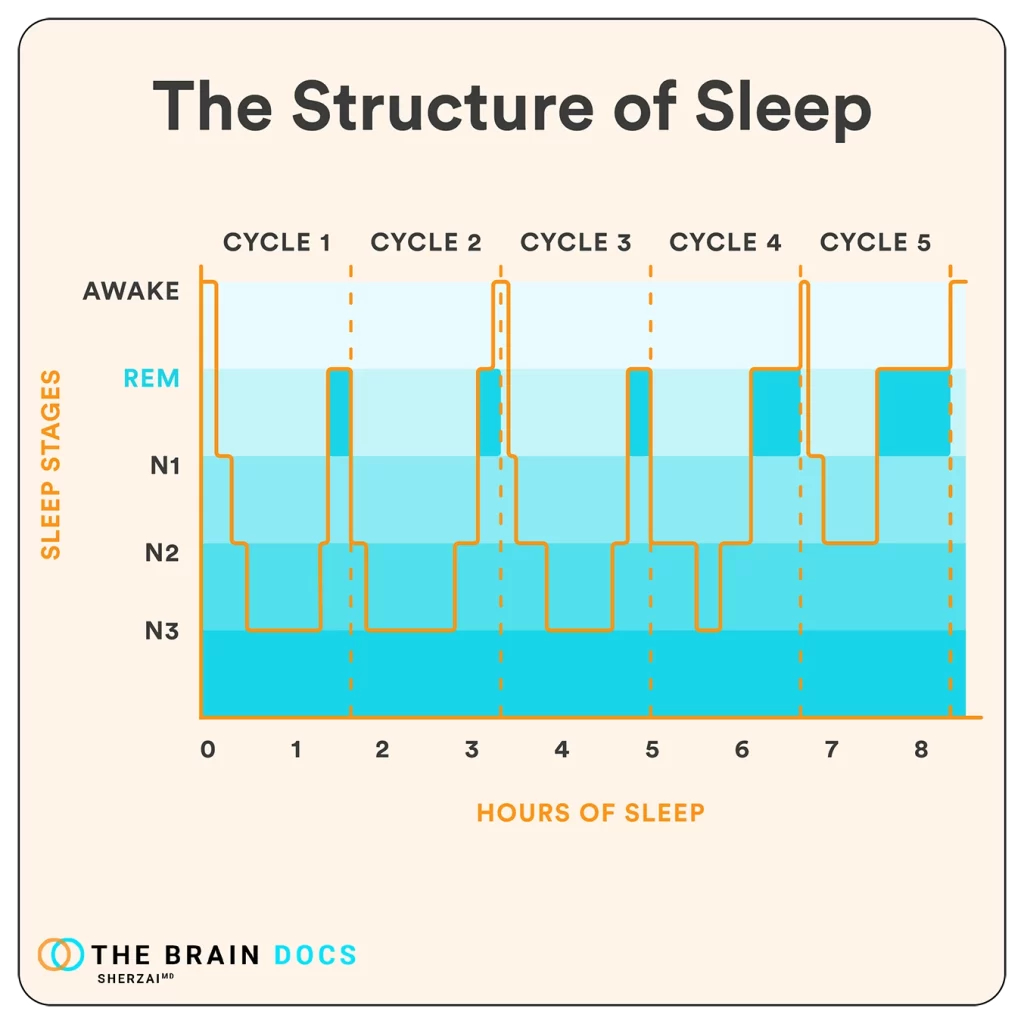 The Structure of Sleep
CYCLE 1 CYCLE 2 CYCLE 3 CYCLE 4 CYCLE 5
AWAKE
REM
N1
N2
N3
SLEEP STAGES
0 1 2 3 4 5 6 7 8
HOURS OF SLEEP
THE BRAIN DOCS
SHERZAI MD